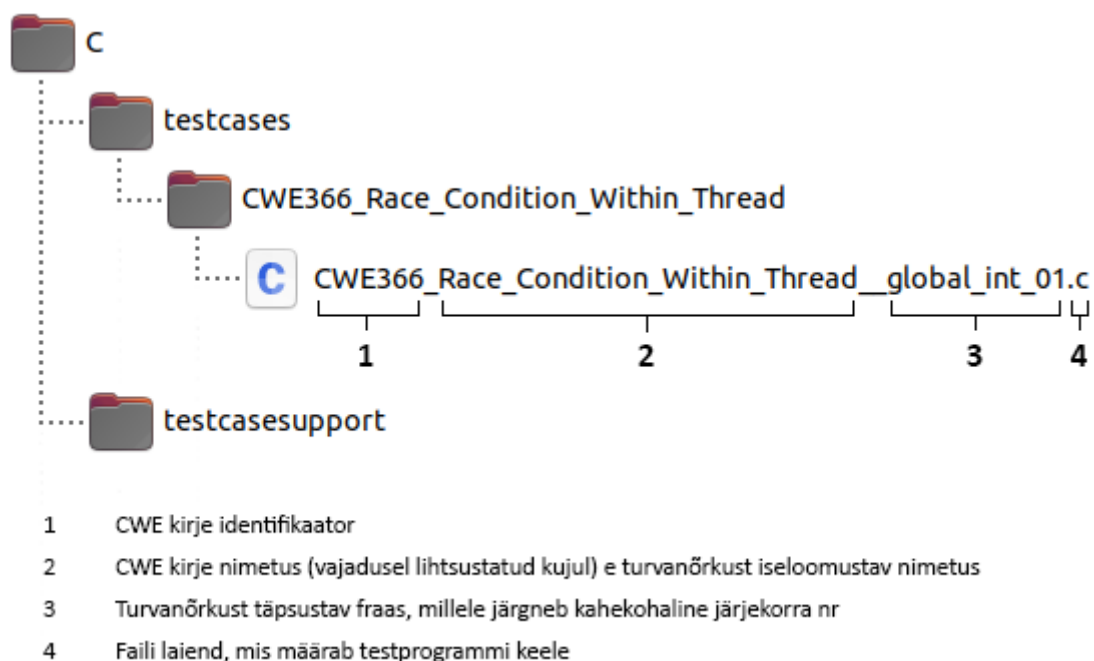 C
testcases
CWE366_Race_Condition_Within_Thread
C CWE366_Race_Condition_Within_Thread__global_int_01.c
1 2 3 4
testcasesupport
1 CWE kirje identifikaator
2 CWE kirje nimetus (vajadusel lihtsustatud kujul) e turvanõrkust iseloomustav nimetus
3 Turvanõrkust täpsustav fraas, millele järgneb kahekohaline järjekorra nr
4 Faili laiend, mis määrab testprogrammi keele